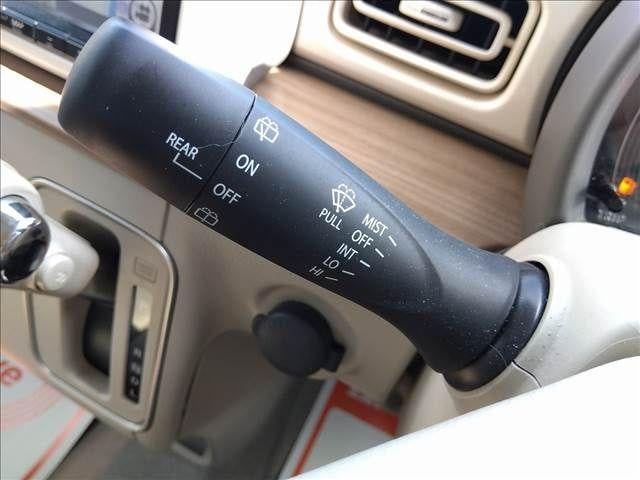 REAR
ON
OFF
PULL
MIST
OFF
INT
LO
HI